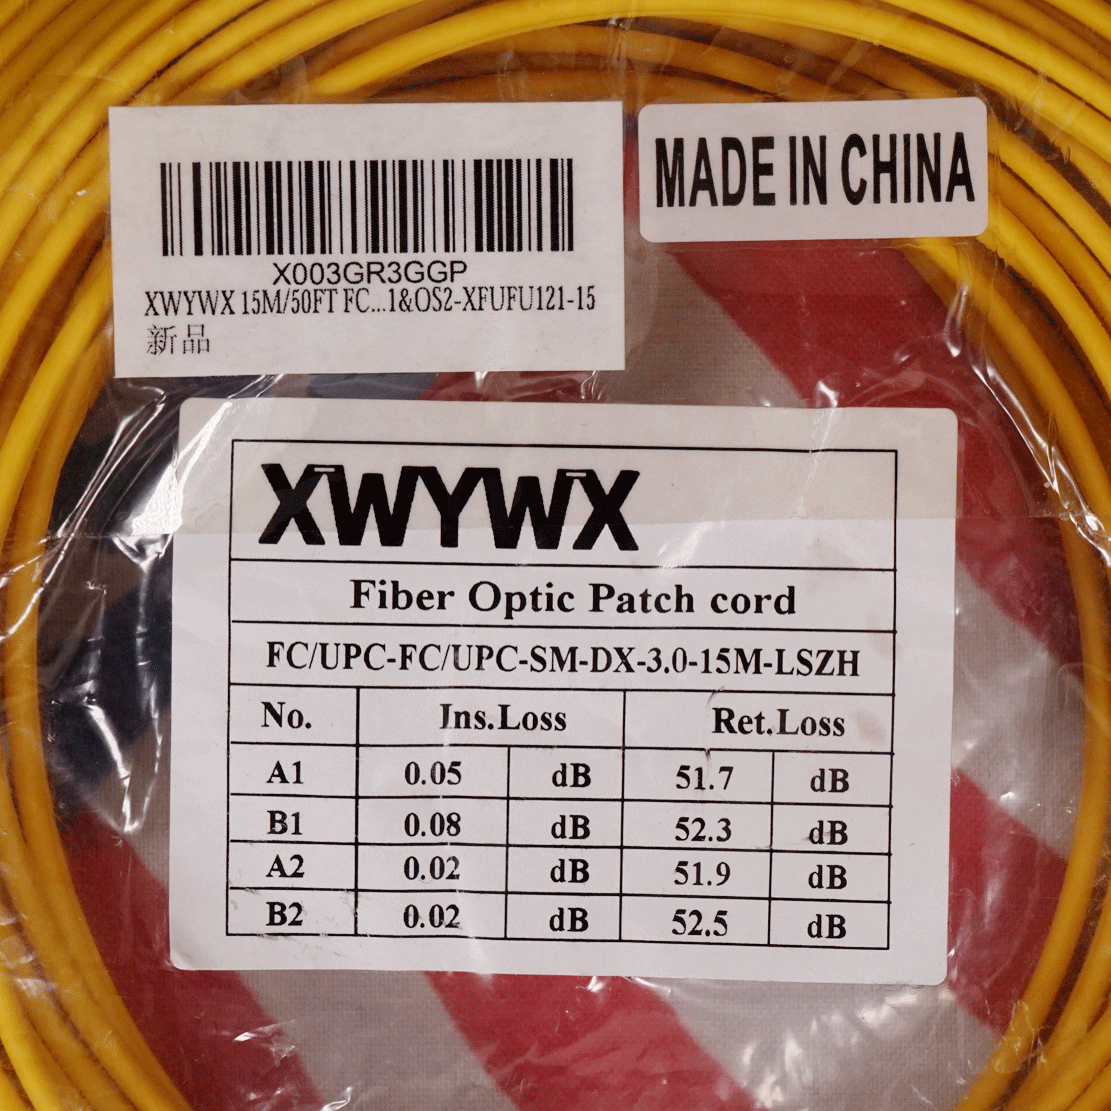 X003GR3GGP
XWYWX 15M/50FT FC...1&OS2-XFUFU121-15
新品
MADE IN CHINA
XWYWX
Fiber Optic Patch cord
FC/UPC-FC/UPC-SM-DX-3.0-15M-LSZH
No. Ins.Loss Ret.Loss
A1 0.05 dB 51.7 dB
B1 0.08 dB 52.3 dB
A2 0.02 dB 51.9 dB
B2 0.02 dB 52.5 dB